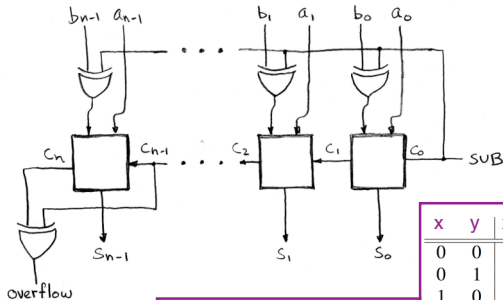 bn-1 an-1 b1 a1 b0 a0
Cn Cn-1 C2 C1 C0
SUB
Sn-1 S1 S0
overflow
x y
0 0
0 1
1 0